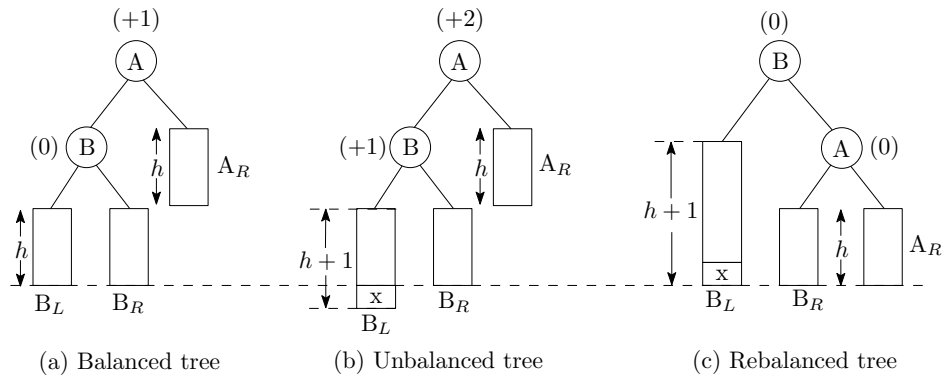 (+1)
A
(0)
B
h
A_R
h
B_L
B_R
(a) Balanced tree
(+2)
A
(+1)
B
h
A_R
h + 1
x
B_L
B_R
(b) Unbalanced tree
(0)
B
A
(0)
h + 1
h
A_R
x
B_L
B_R
(c) Rebalanced tree